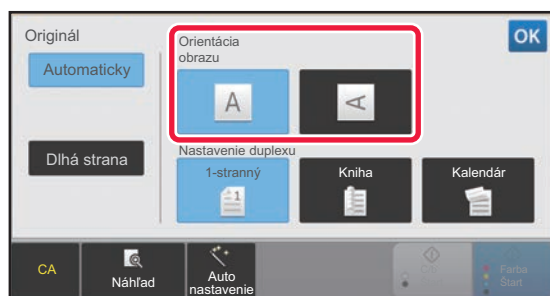 Originál
Orientácia
obrazu
OK
Automaticky
A
A
Dlhá strana
Nastavenie duplexu
1-stranný
Kniha
Kalendár
1
CA
Náhľad
Auto
nastavenie
Farba
Štart